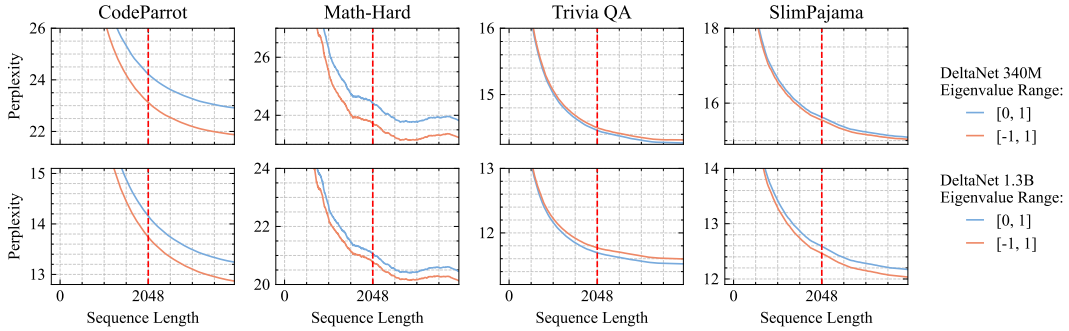 CodeParrot
Math-Hard
Trivia QA
SlimPajama
Perplexity
26
24
22
26
24
16
15
18
16
DeltaNet 340M
Eigenvalue Range:
[0, 1]
[-1, 1]
Perplexity
15
14
13
24
22
20
13
12
14
13
12
DeltaNet 1.3B
Eigenvalue Range:
[0, 1]
[-1, 1]
0 2048
0 2048
0 2048
0 2048
Sequence Length
Sequence Length
Sequence Length
Sequence Length